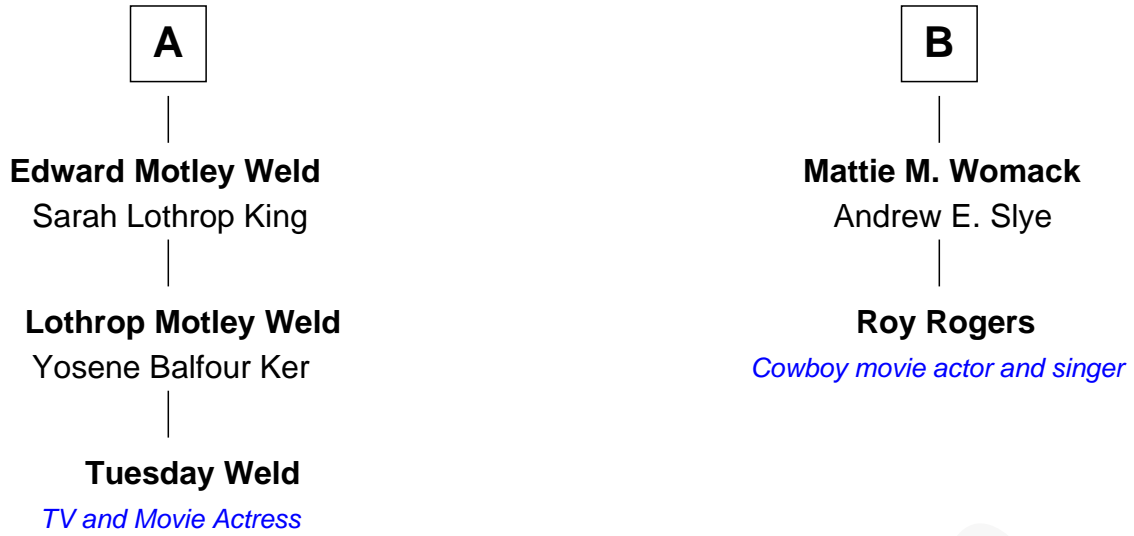 A
Edward Motley Weld
Sarah Lothrop King
Lothrop Motley Weld
Yosene Balfour Ker
Tuesday Weld
TV and Movie Actress
B
Mattie M. Womack
Andrew E. Slye
Roy Rogers
Cowboy movie actor and singer